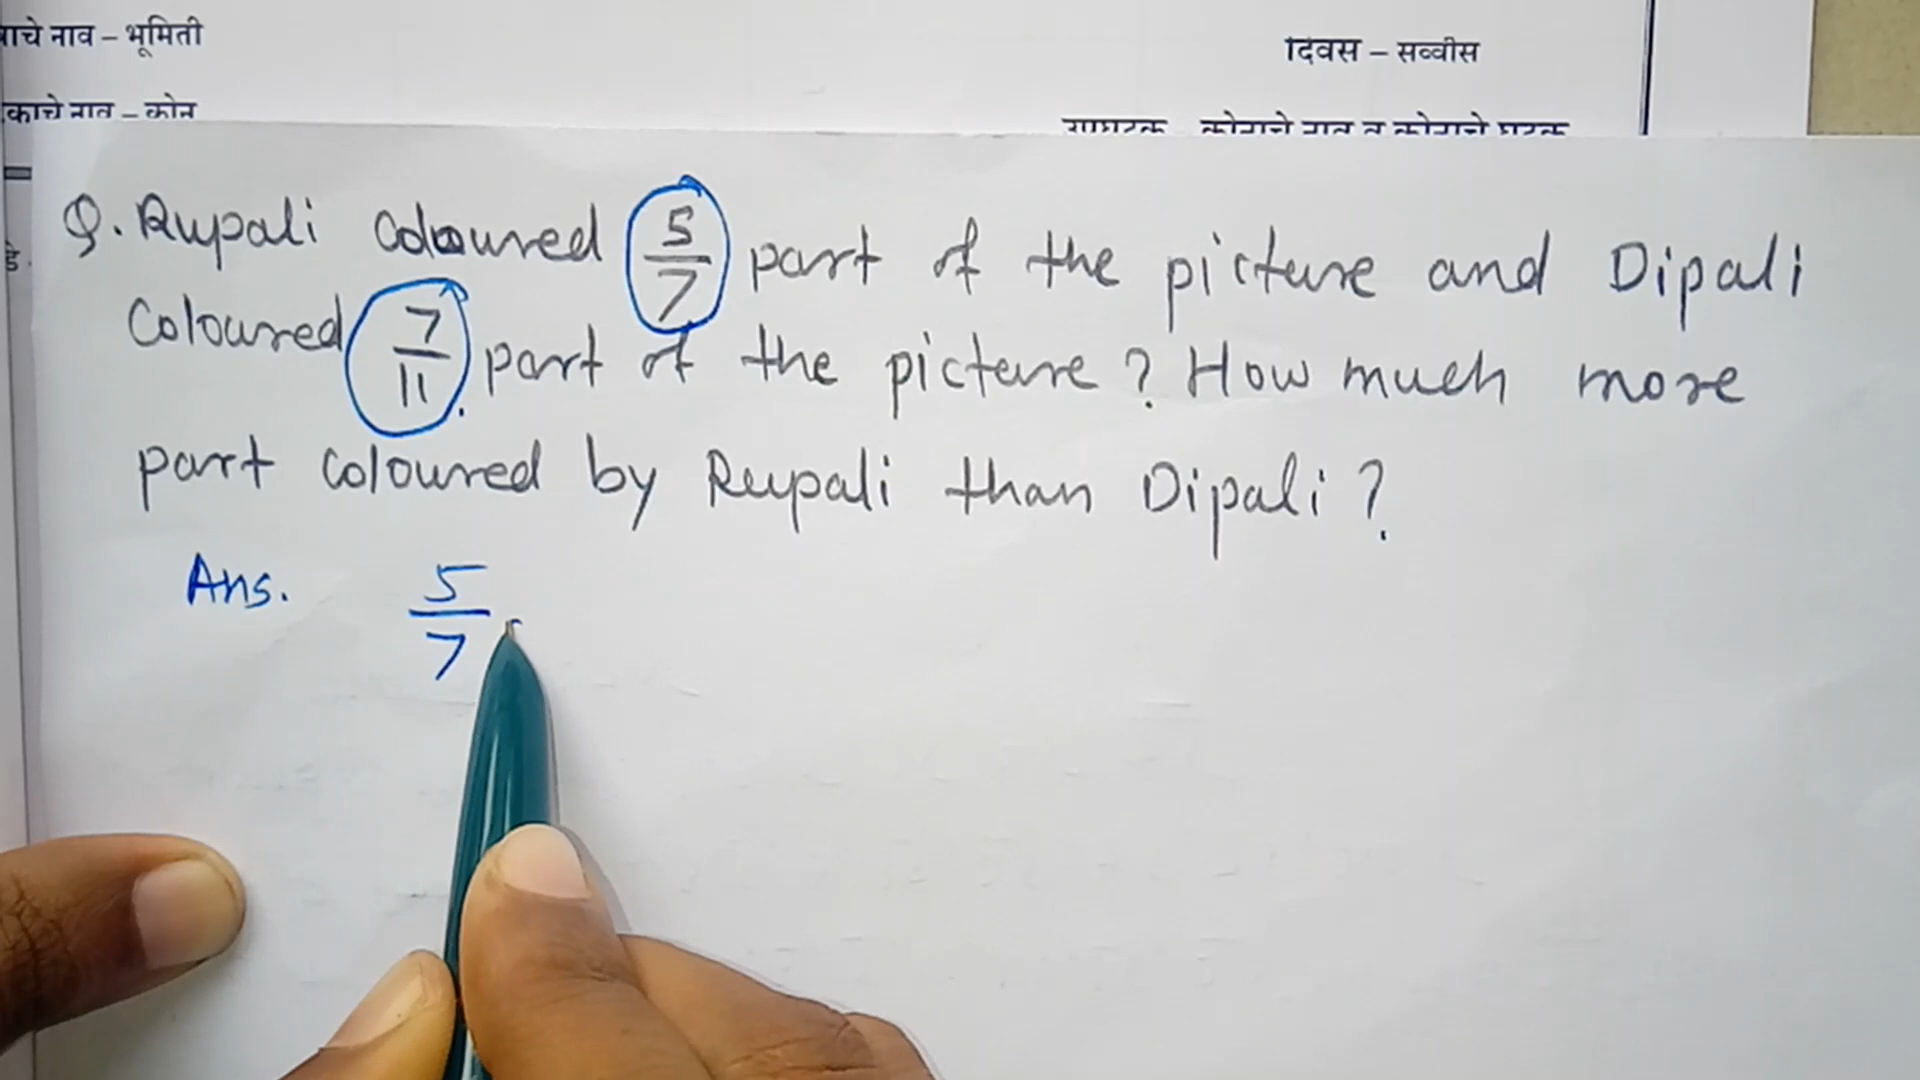 नाव – भूमिती
दिवस – सव्वीस
नाव – कोन
कोनाचे नाव व कोनाचे घटक
Q. Rupali coloured 5/7 part of the picture and Dipali
Coloured 7/11 part of the picture? How much more
part coloured by Rupali than Dipali?
Ans. 5/7